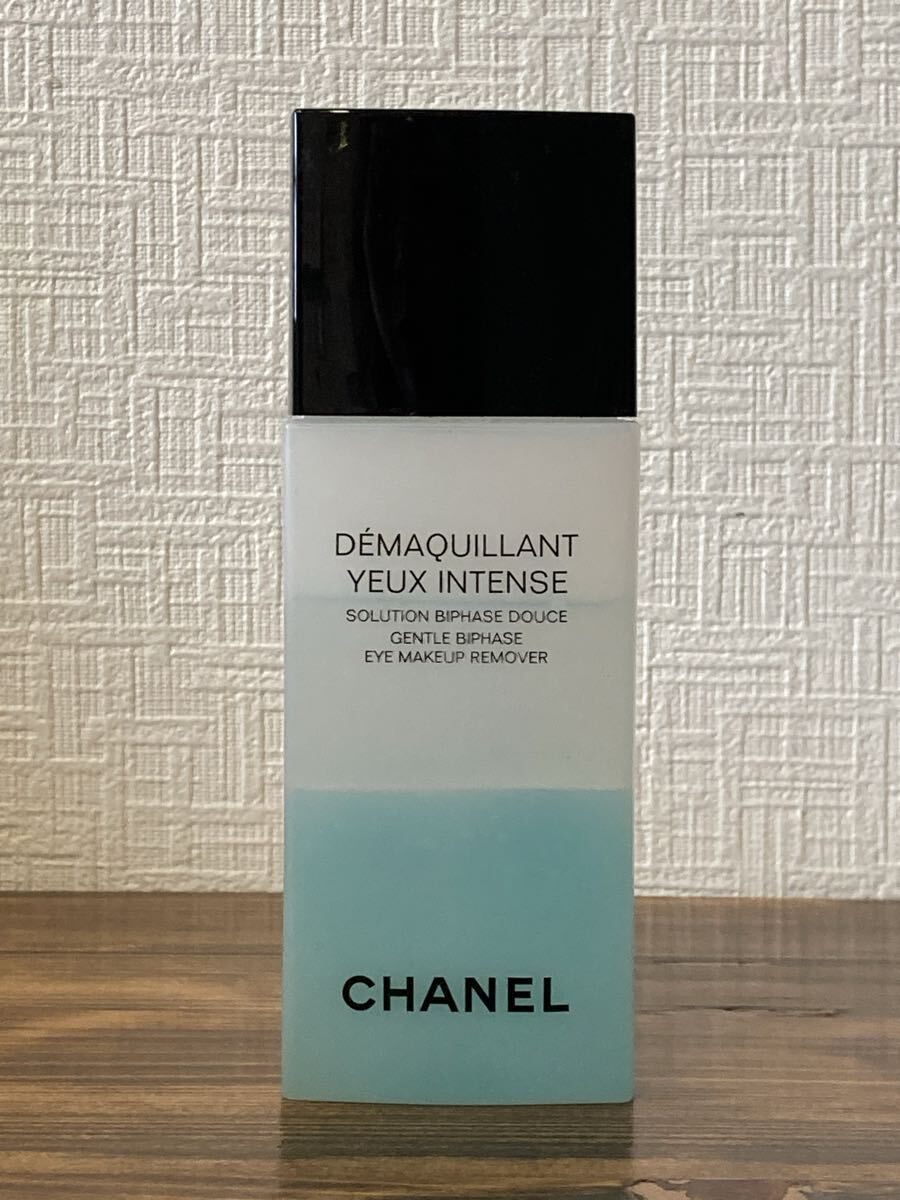 DÉMAQUILLANT
YEUX INTENSE
SOLUTION BIPHASE DOUCE
GENTLE BIPHASE
EYE MAKEUP REMOVER
CHANEL